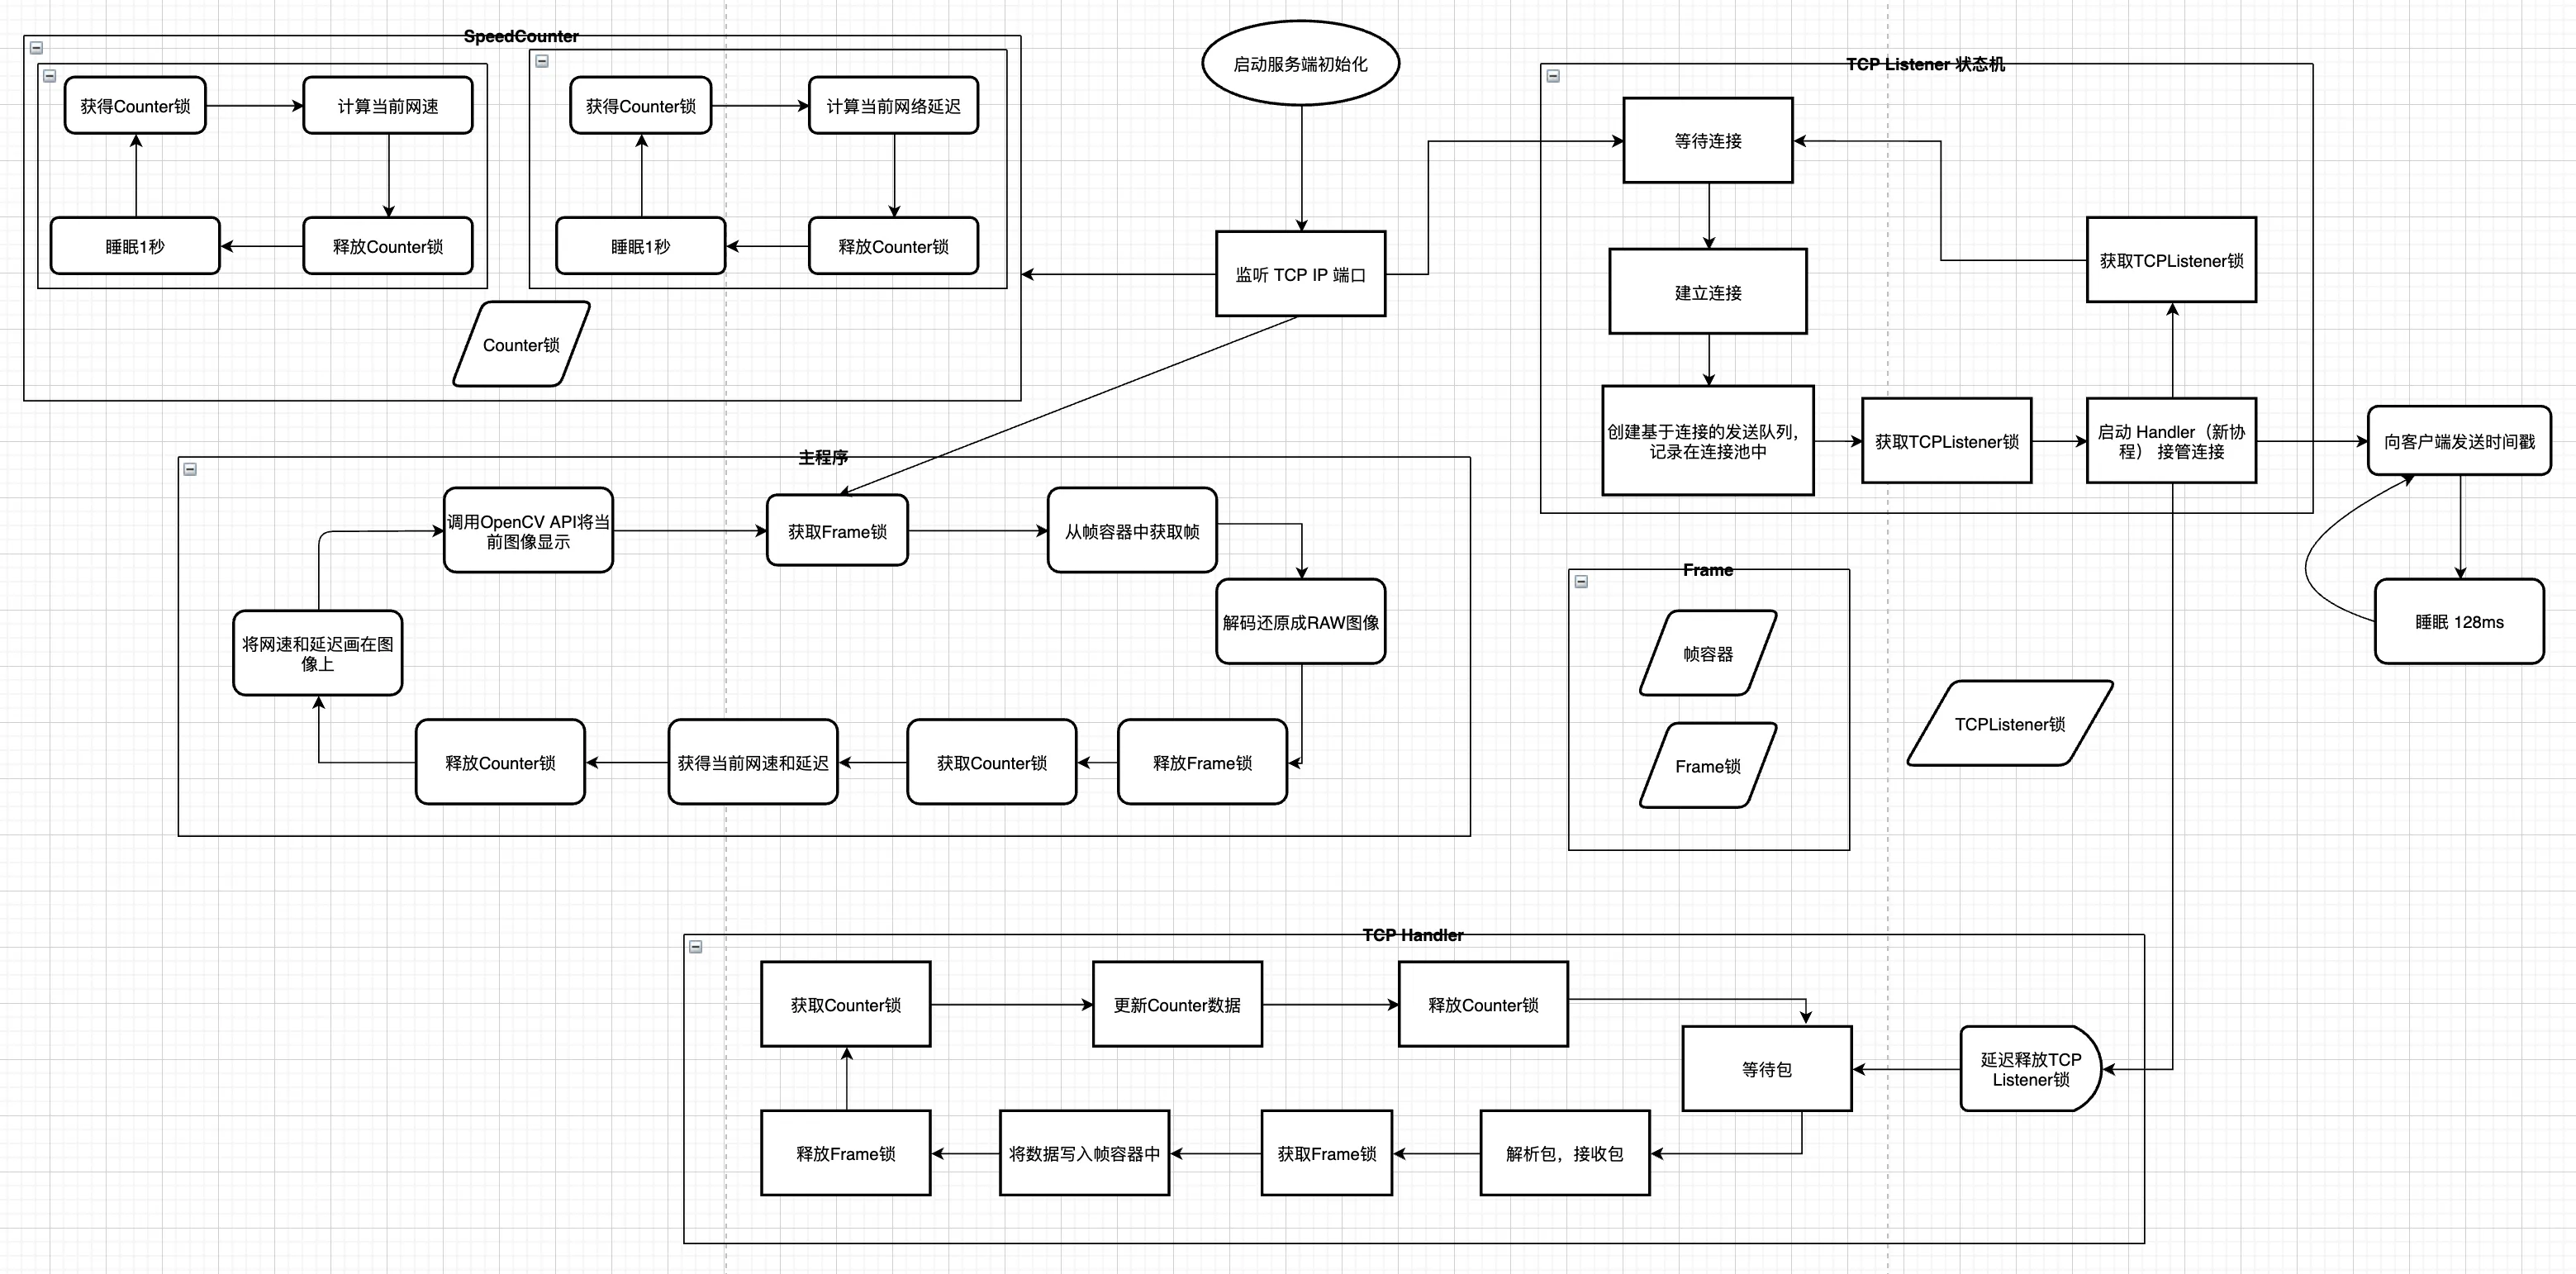 SpeedCounter
获得Counter锁
计算当前网速
睡眠1秒
释放Counter锁
获得Counter锁
计算当前网络延迟
睡眠1秒
释放Counter锁
Counter锁
启动服务端初始化
监听 TCP IP 端口
TCP Listener 状态机
等待连接
建立连接
创建基于连接的发送队列，
记录在连接池中
获取TCPListener锁
启动 Handler（新协
程） 接管连接
获取TCPListener锁
向客户端发送时间戳
睡眠 128ms
主程序
调用OpenCV API将当
前图像显示
获取Frame锁
从帧容器中获取帧
解码还原成RAW图像
将网速和延迟画在图
像上
释放Counter锁
获得当前网速和延迟
获取Counter锁
释放Frame锁
Frame
帧容器
Frame锁
TCPListener锁
TCP Handler
获取Counter锁
更新Counter数据
释放Counter锁
等待包
延迟释放TCP
Listener锁
释放Frame锁
将数据写入帧容器中
获取Frame锁
解析包，接收包